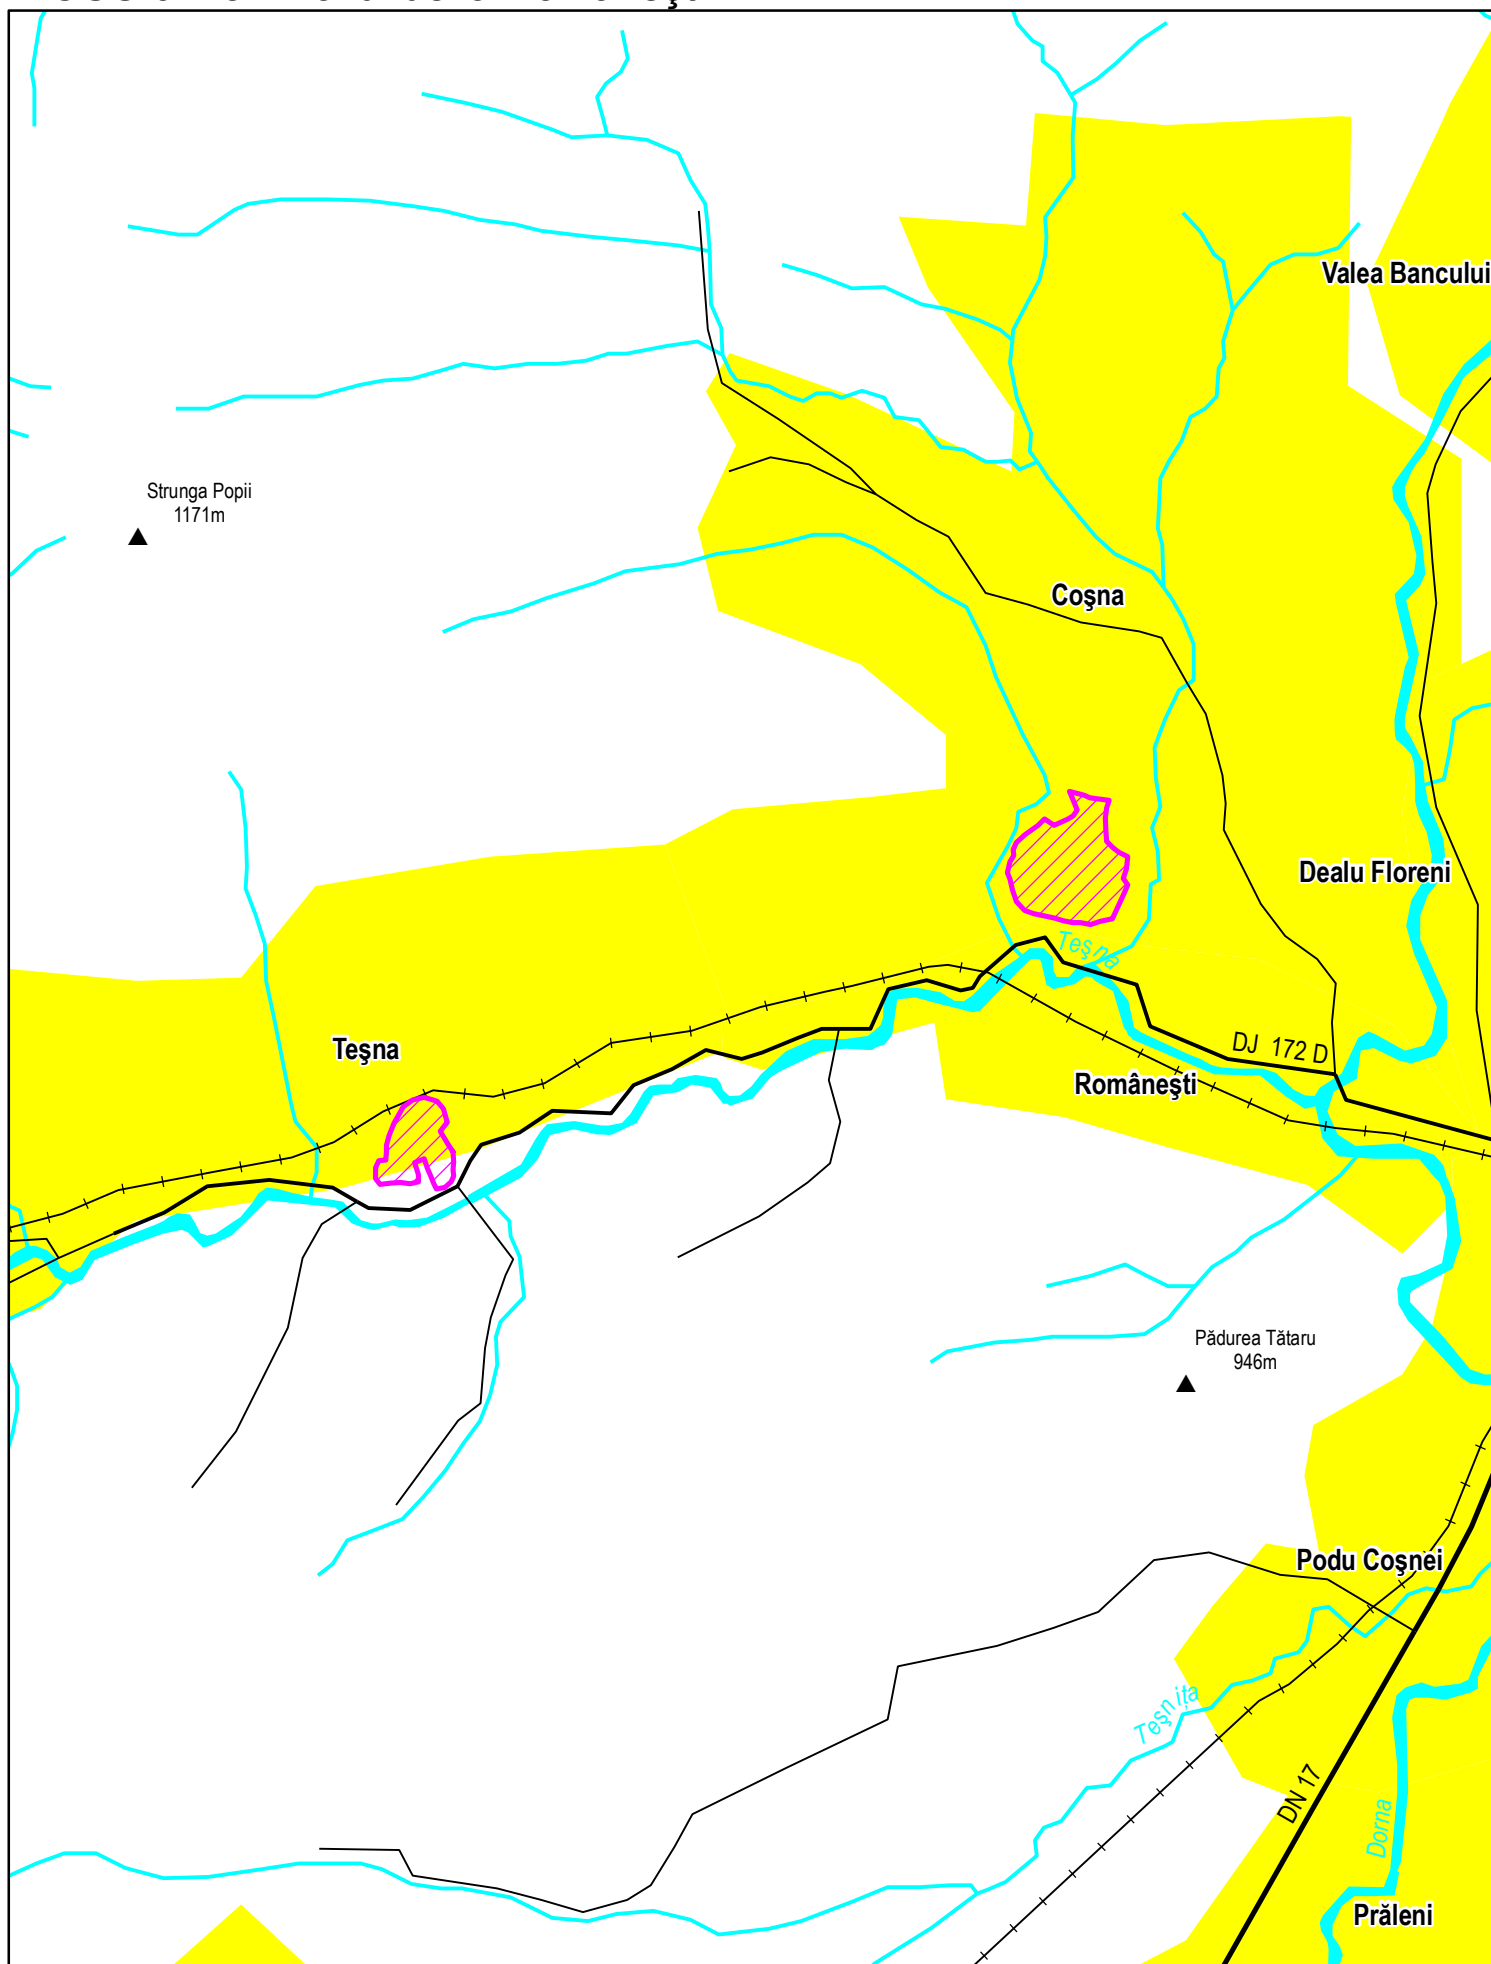 Valea Bancului
Strunga Popii
1171m
Coşna
Dealu Floreni
Teşna
Teşna
DJ 172 D
Româneşti
Pădurea Tătaru
946m
Podu Coşnei
Teşnița
DN 17
Dorna
Prăleni